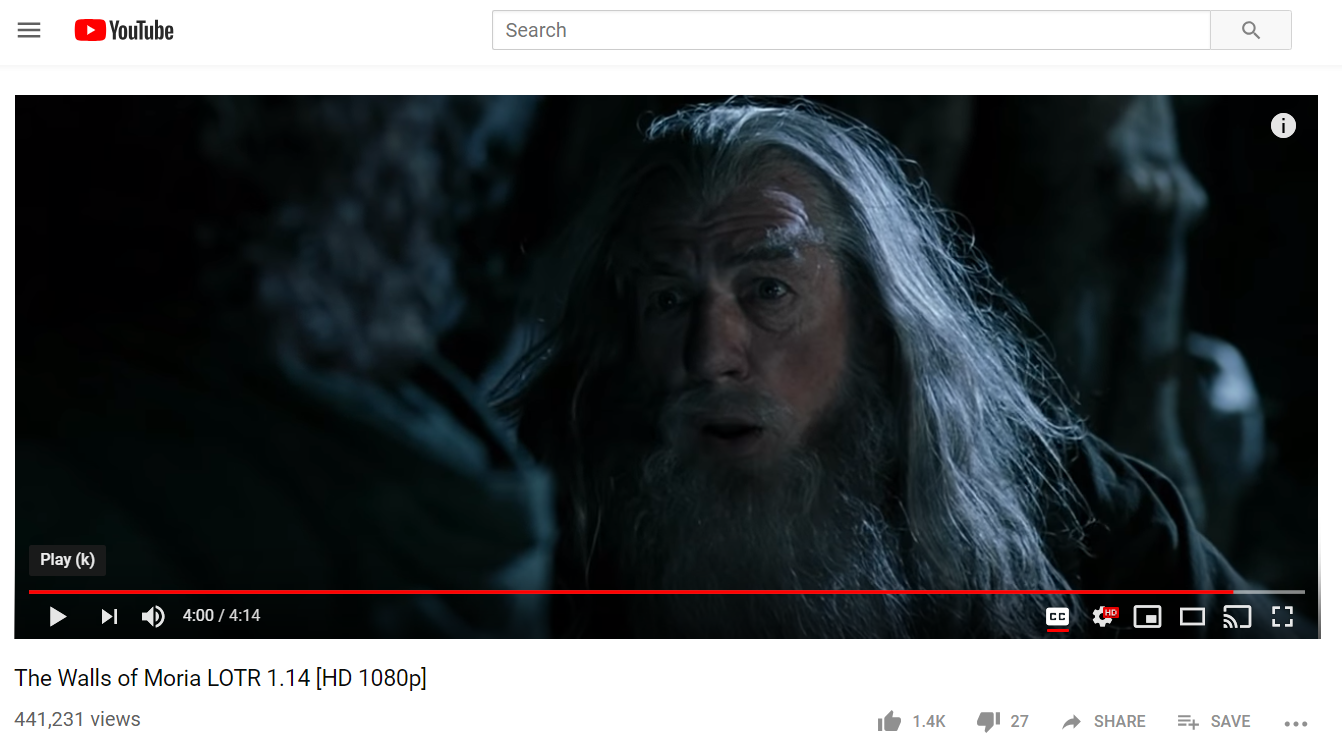 YouTube
Search
i
Play (k)
4:00 / 4:14
CC
HD
The Walls of Moria LOTR 1.14 [HD 1080p]
441,231 views
1.4K
27
SHARE
SAVE